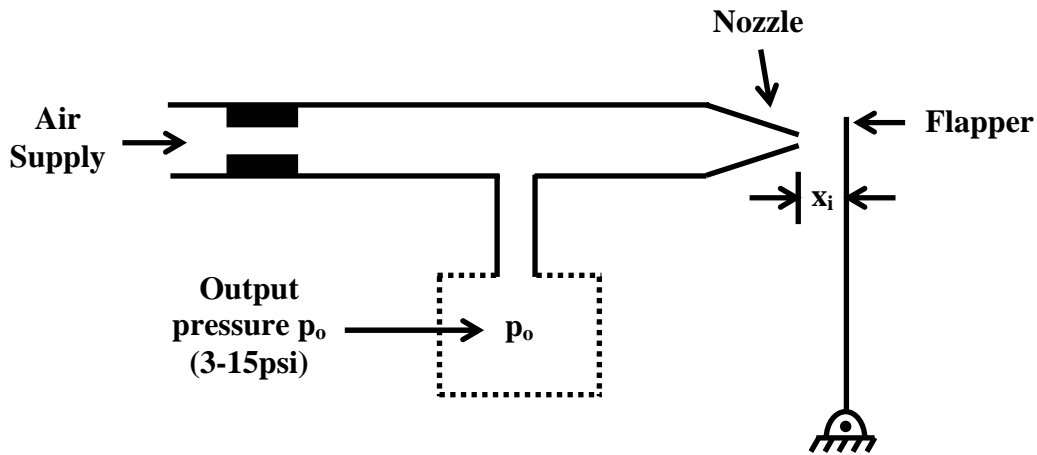 Nozzle
Air
Supply
Flapper
xᵢ
Output
pressure pₒ
(3-15psi)
pₒ